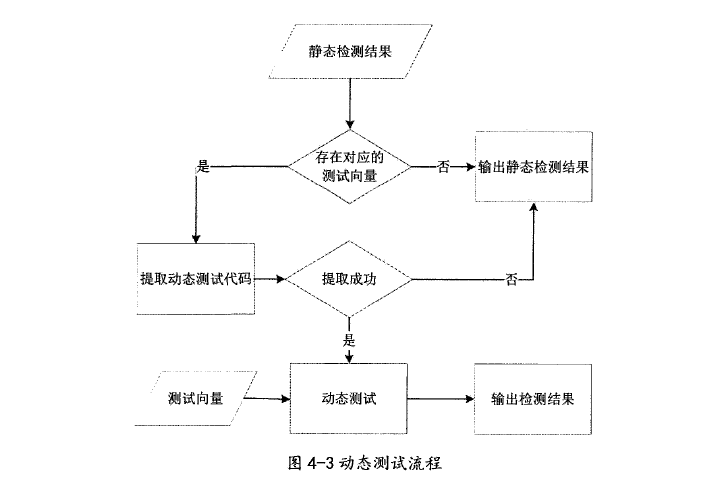 静态检测结果
存在对应的
测试向量
是
否
输出静态检测结果
提取动态测试代码
提取成功
否
是
测试向量
动态测试
输出检测结果
图 4-3 动态测试流程